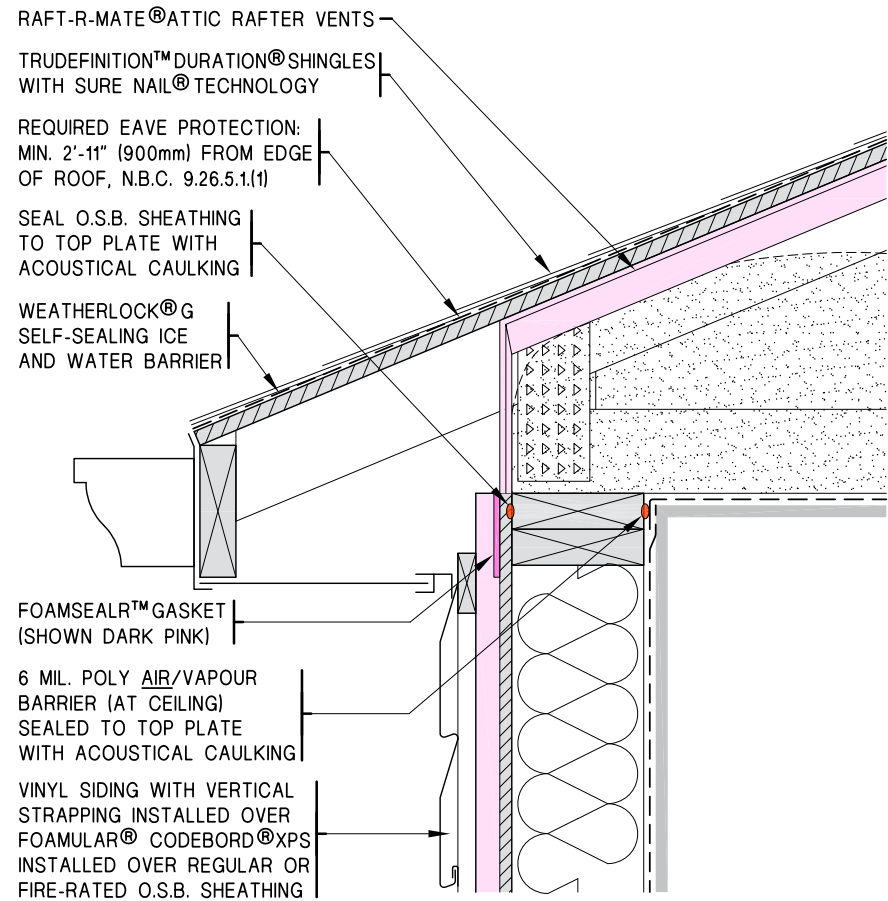 RAFT-R-MATE® ATTIC RAFTER VENTS
TRUDEFINITION™ DURATION® SHINGLES
WITH SURE NAIL® TECHNOLOGY
REQUIRED EAVE PROTECTION:
MIN. 2'-11" (900mm) FROM EDGE
OF ROOF, N.B.C. 9.26.5.1.(1)
SEAL O.S.B. SHEATHING
TO TOP PLATE WITH
ACOUSTICAL CAULKING
WEATHERLOCK® G
SELF-SEALING ICE
AND WATER BARRIER
FOAMSEALR™ GASKET
(SHOWN DARK PINK)
6 MIL. POLY AIR/VAPOUR
BARRIER (AT CEILING)
SEALED TO TOP PLATE
WITH ACOUSTICAL CAULKING
VINYL SIDING WITH VERTICAL
STRAPPING INSTALLED OVER
FOAMULAR® CODEBORD® XPS
INSTALLED OVER REGULAR OR
FIRE-RATED O.S.B. SHEATHING